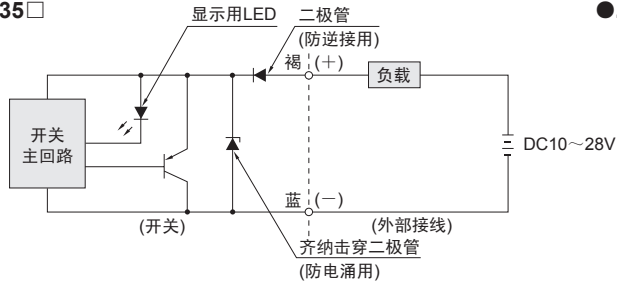 35□
显示用LED
二极管
(防逆接用)
褐
(+)
负载
开关
主回路
DC10～28V
蓝
(－)
(开关)
(外部接线)
齐纳击穿二极管
(防电涌用)